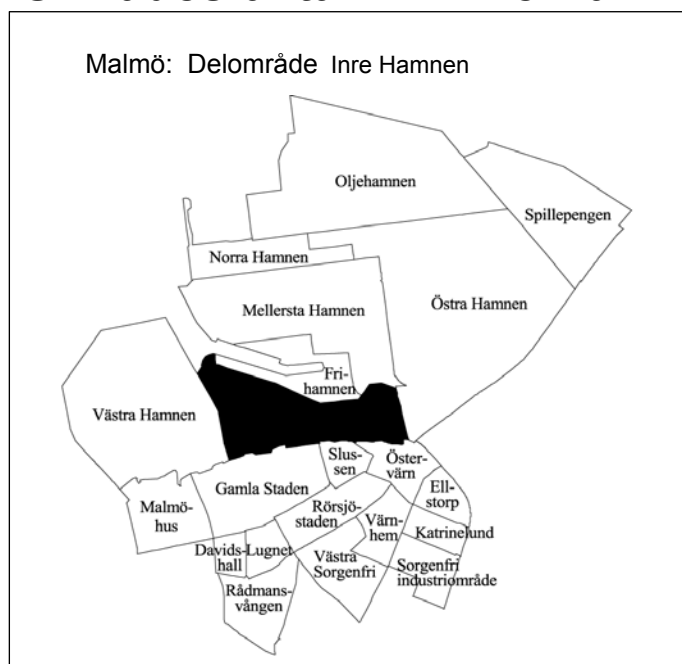 Malmö: Delområde Inre Hamnen
Oljehamnen
Spillepengen
Norra Hamnen
Östra Hamnen
Mellersta Hamnen
Fri-
hamnen
Västra Hamnen
Slus-
sen
Öster-
värn
Gamla Staden
Ell-
storp
Malmö-
hus
Rörsjö-
staden
Värn-
hem
Katrinelund
Davids-
hall
Lugnet
Västra
Sorgenfri
Sorgenfri
industriområde
Rådmans-
vången